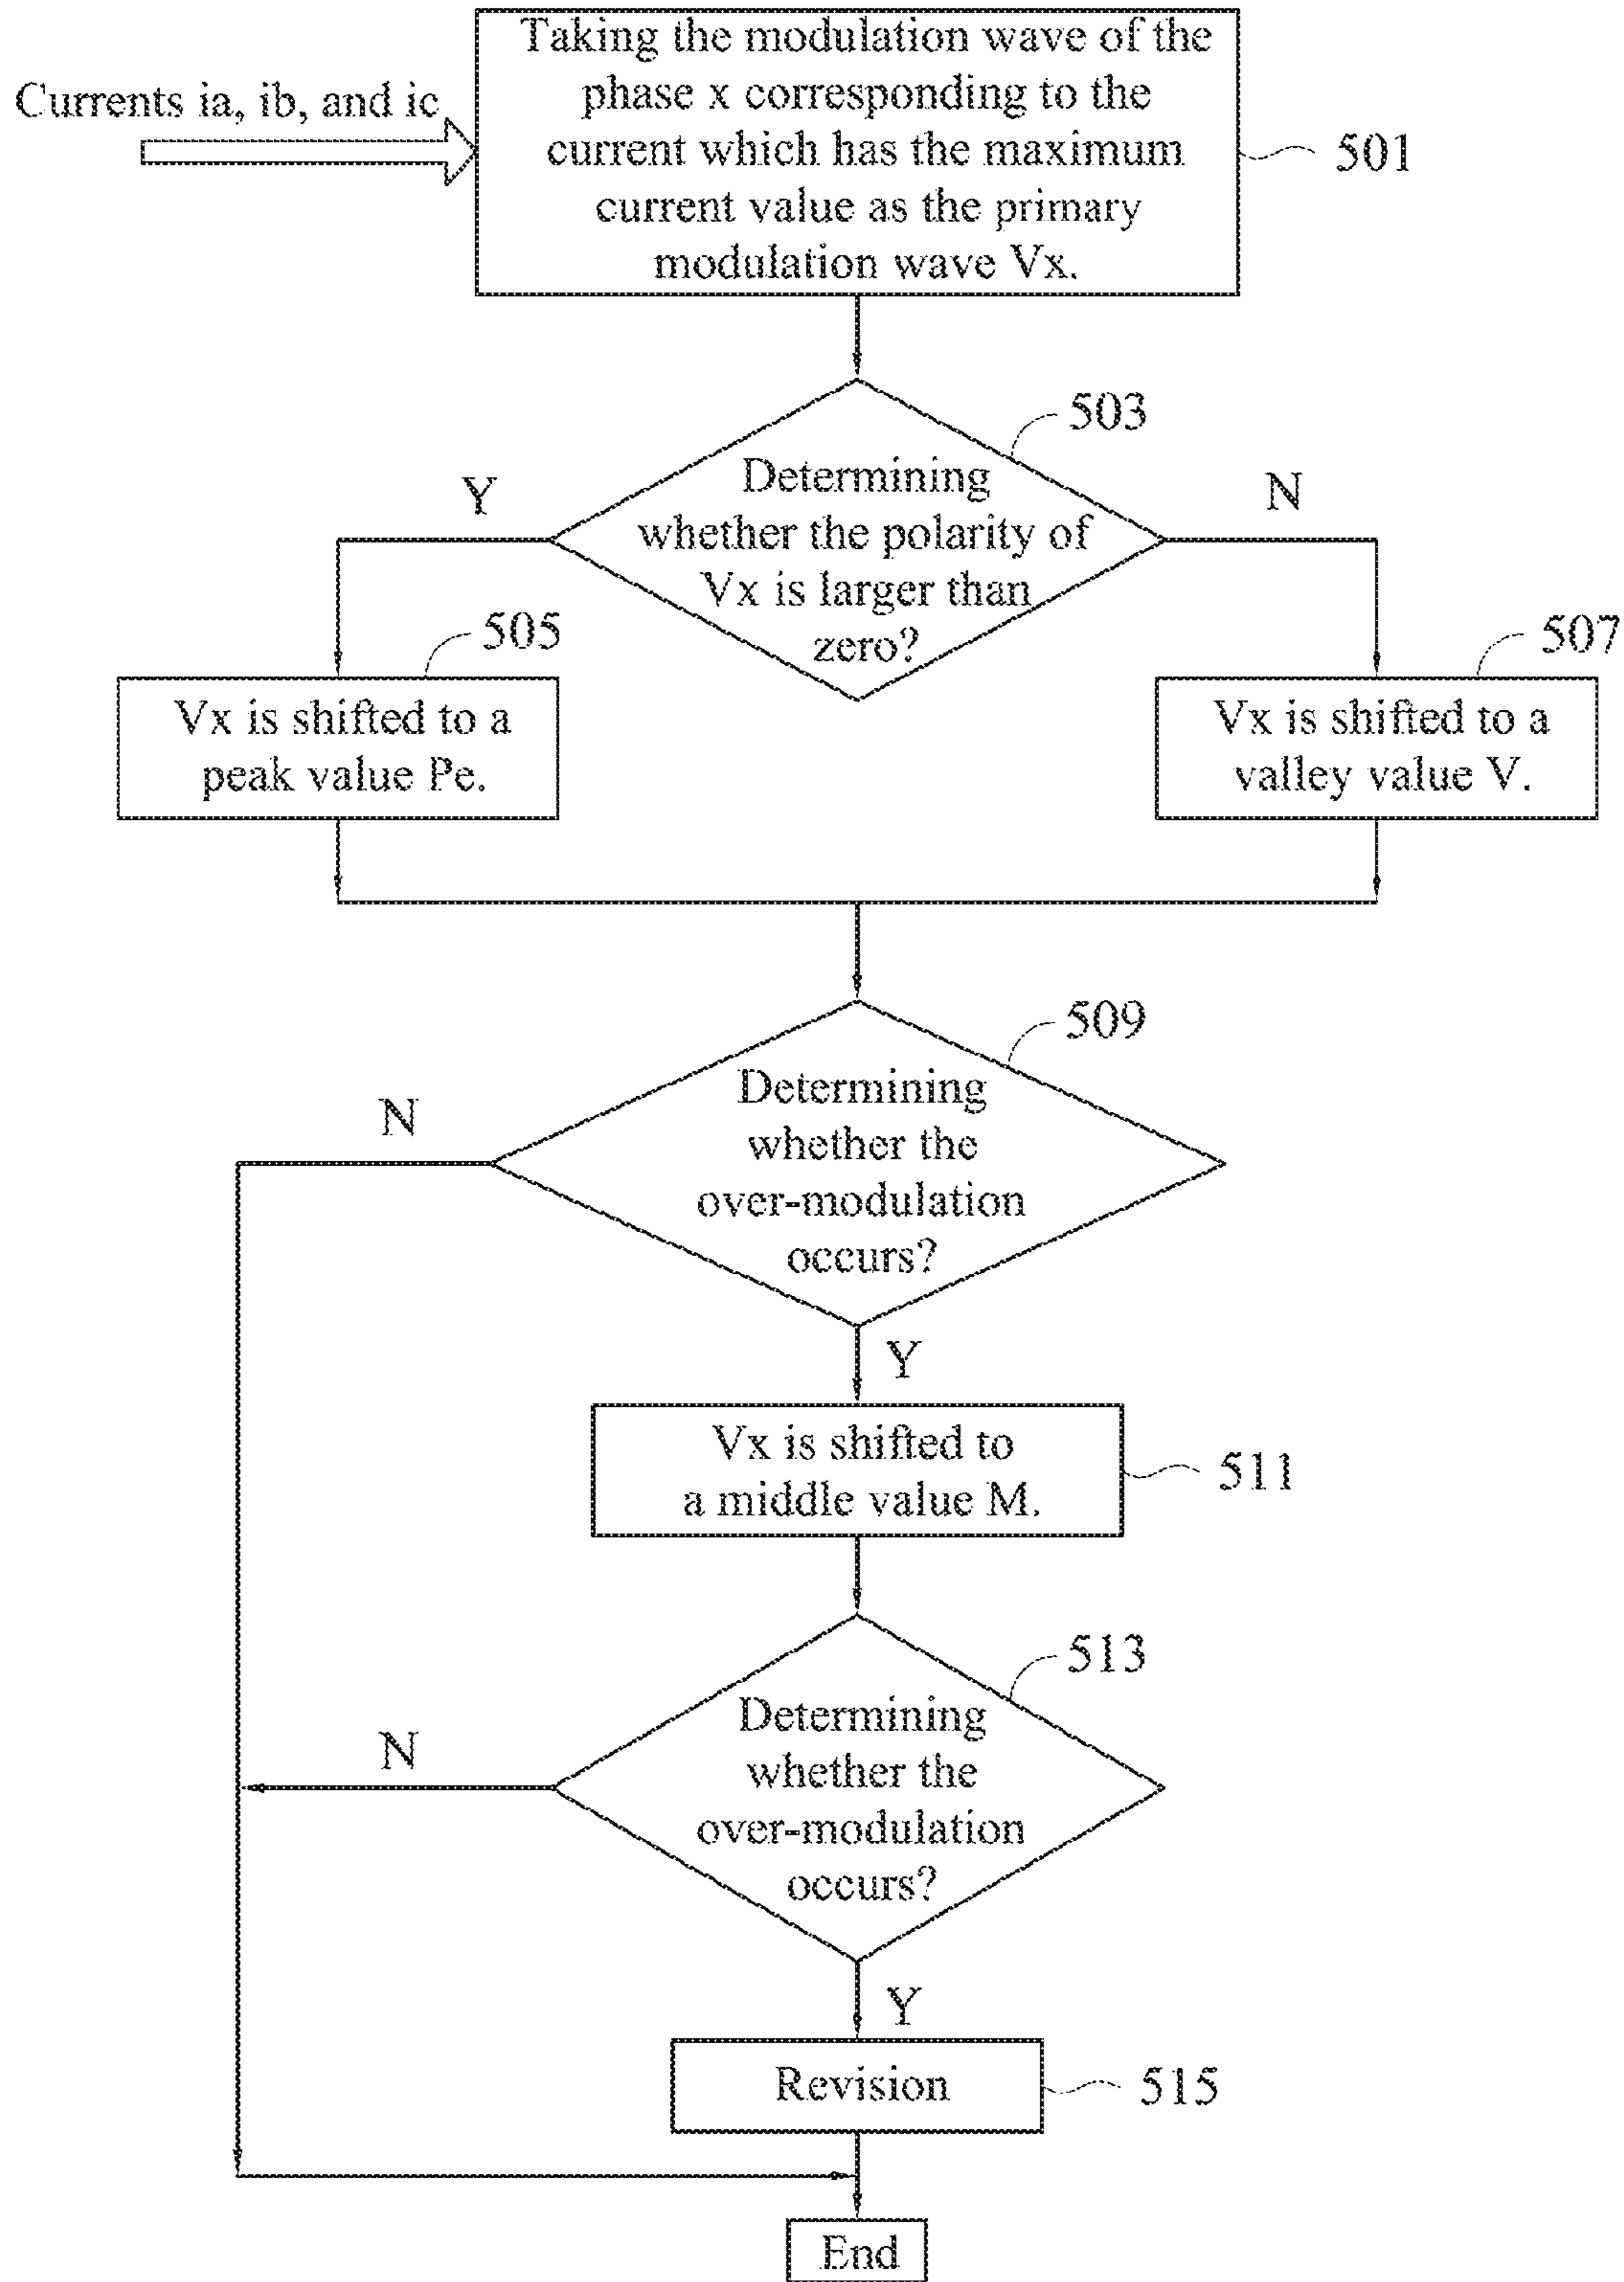 Taking the modulation wave of the
phase x corresponding to the
current which has the maximum
current value as the primary
modulation wave Vx.
Currents ia, ib, and ic
501
503
Determining
whether the polarity of
Vx is larger than
zero?
Y
N
505
Vx is shifted to a
peak value Pe.
507
Vx is shifted to a
valley value V.
509
Determining
whether the
over-modulation
occurs?
N
Y
Vx is shifted to
a middle value M.
511
513
Determining
whether the
over-modulation
occurs?
N
Y
Revision
515
End